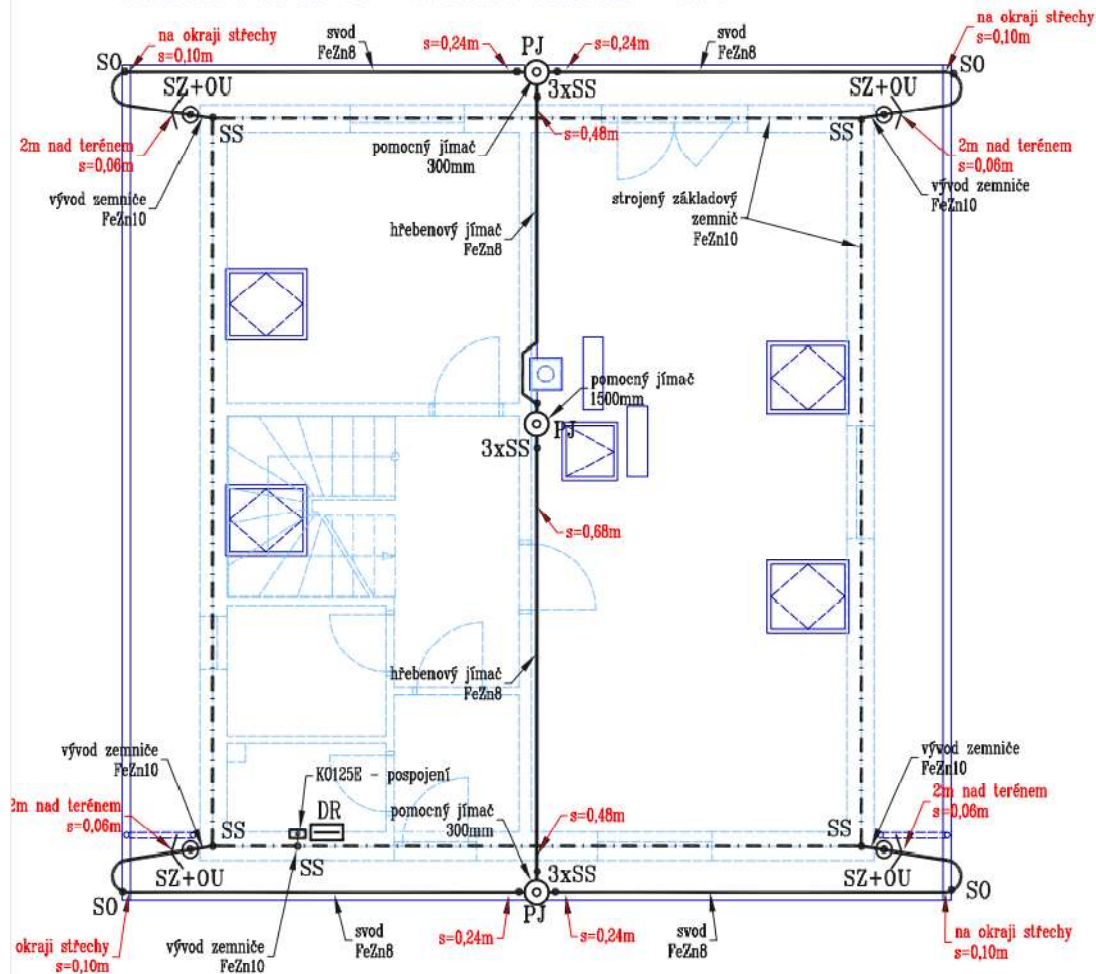 na okraji střechy
s=0,10m
SO
svod
FeZn8
s=0,24m
PJ
s=0,24m
svod
FeZn8
na okraji střechy
s=0,10m
SO
SZ+OU
3xSS
SZ+OU
SS
s=0,48m
SS
2m nad terénem
s=0,06m
pomocný jímač
300mm
2m nad terénem
s=0,06m
vývod zemniče
FeZn10
strojený základový
zemnič
FeZn10
vývod zemniče
FeZn10
hřebenový jímač
FeZn8
pomocný jímač
1500mm
PJ
3xSS
s=0,68m
hřebenový jímač
FeZn8
vývod zemniče
FeZn10
KO125E - pospojení
DR
vývod zemniče
FeZn10
2m nad terénem
s=0,06m
pomocný jímač
300mm
s=0,48m
2m nad terénem
s=0,06m
SS
SS
SS
SZ+OU
3xSS
SZ+OU
SO
PJ
SO
okraji střechy
s=0,10m
vývod zemniče
FeZn10
svod
FeZn8
s=0,24m
s=0,24m
svod
FeZn8
na okraji střechy
s=0,10m